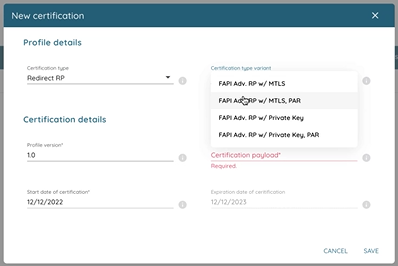 New certification
Profile details
Certification type
Certification type variant
Redirect RP
FAPI Adv. RP w/ MTLS
FAPI Adv. RP w/ MTLS, PAR
FAPI Adv. RP w/ Private Key
FAPI Adv. RP w/ Private Key, PAR
Certification details
Profile version*
1.0
Certification payload*
Required
Start date of certification*
12/12/2022
Expiration date of certification
12/12/2023
CANCEL
SAVE